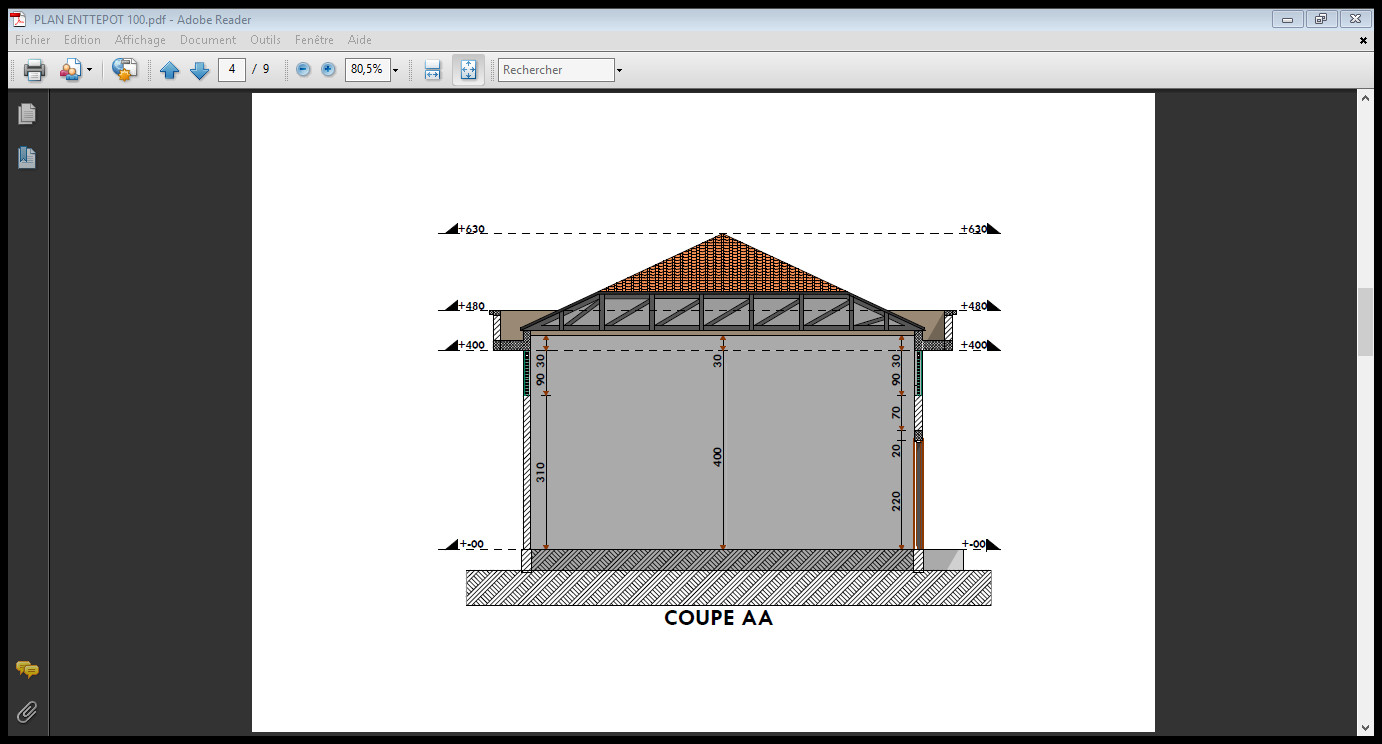 PLAN ENTTEPOT 100.pdf - Adobe Reader
Fichier Edition Affichage Document Outils Fenêtre Aide
4 / 9 80,5% Rechercher
+630 +630
+480 +480
+400 +400
30 30 30
90 90
70
20
310 400 220
+-00 +-00
COUPE AA